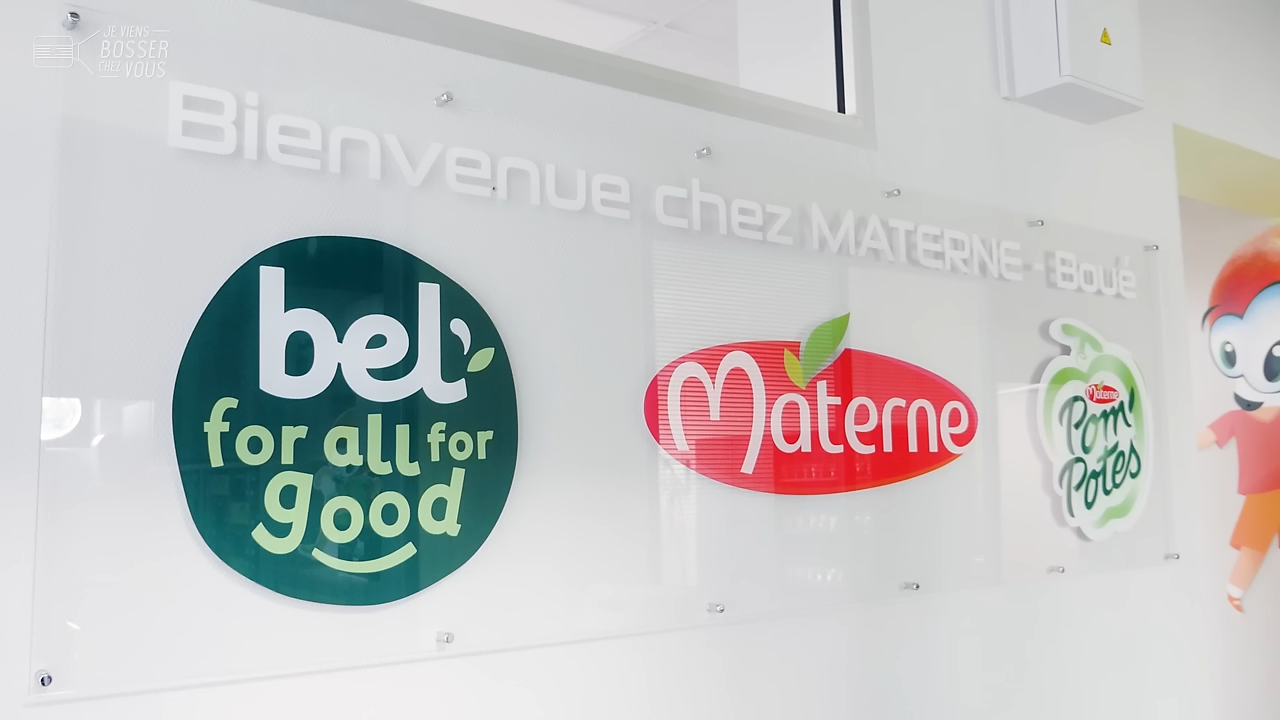 JE VIENS
BOSSER
CHEZ VOUS
Bienvenue chez MATERNE - Boué
bel
for all for
good
Materne
Materne
Pom'
Potes